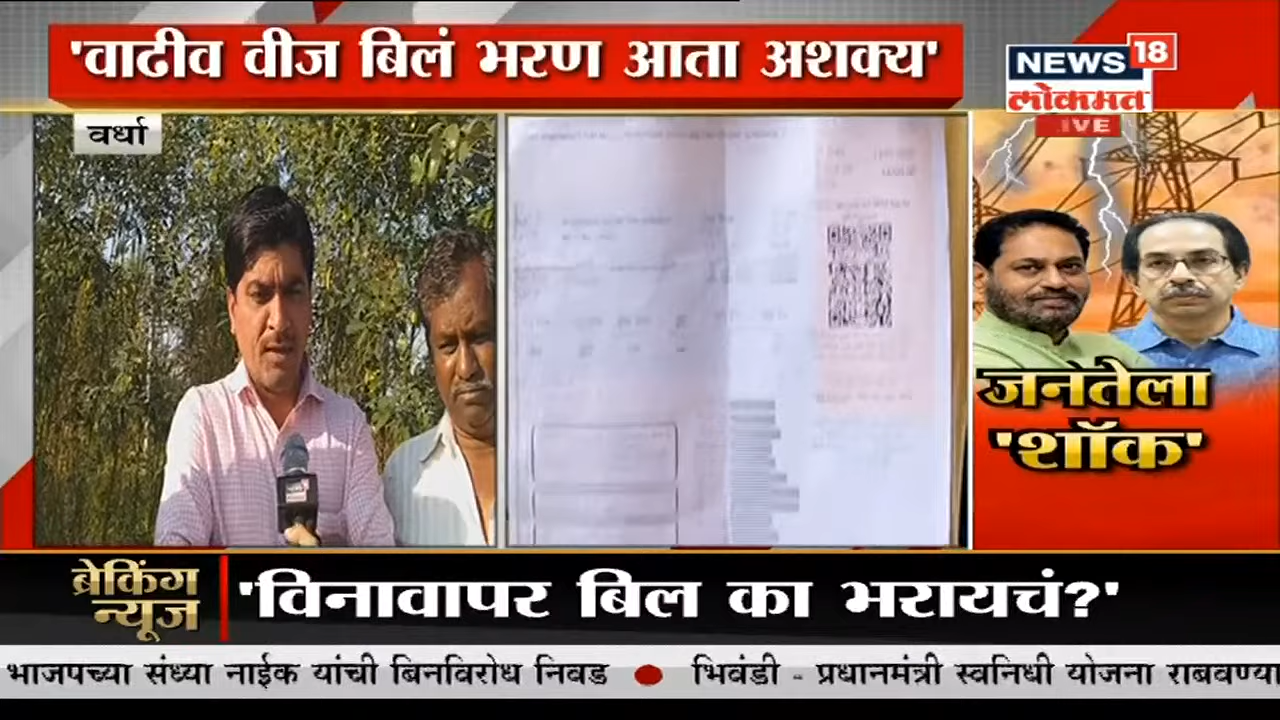 'वाढीव वीज बिलं भरण आता अशक्य'
NEWS 18
लोकमत
LIVE
वर्धा
जनतेला
'शॉक'
ब्रेकिंग
न्यूज
'विनावापर बिल का भरायचं?'
भाजपच्या संध्या नाईक यांची बिनविरोध निवड ● भिवंडी - प्रधानमंत्री स्वनिधी योजना राबवण्या